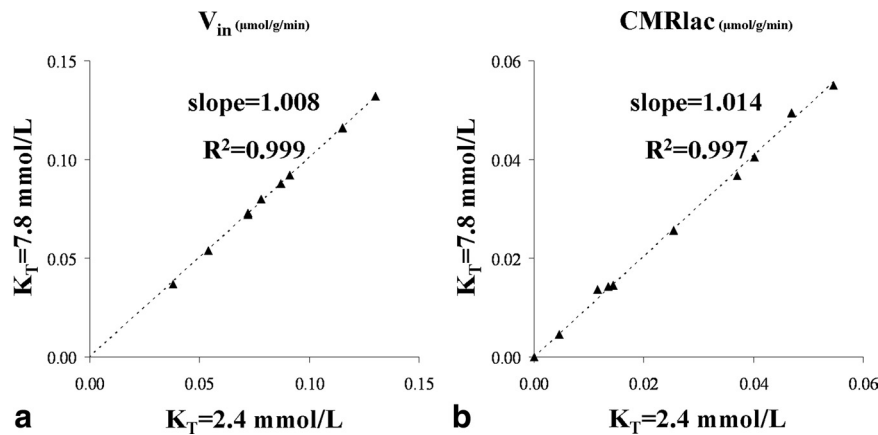 V_in (μmol/g/min)
0.15
0.10
0.05
0.00
K_T=7.8 mmol/L
slope=1.008
R²=0.999
0.00 0.05 0.10 0.15
a K_T=2.4 mmol/L
CMRlac (μmol/g/min)
0.06
0.04
0.02
0.00
K_T=7.8 mmol/L
slope=1.014
R²=0.997
0.00 0.02 0.04 0.06
b K_T=2.4 mmol/L